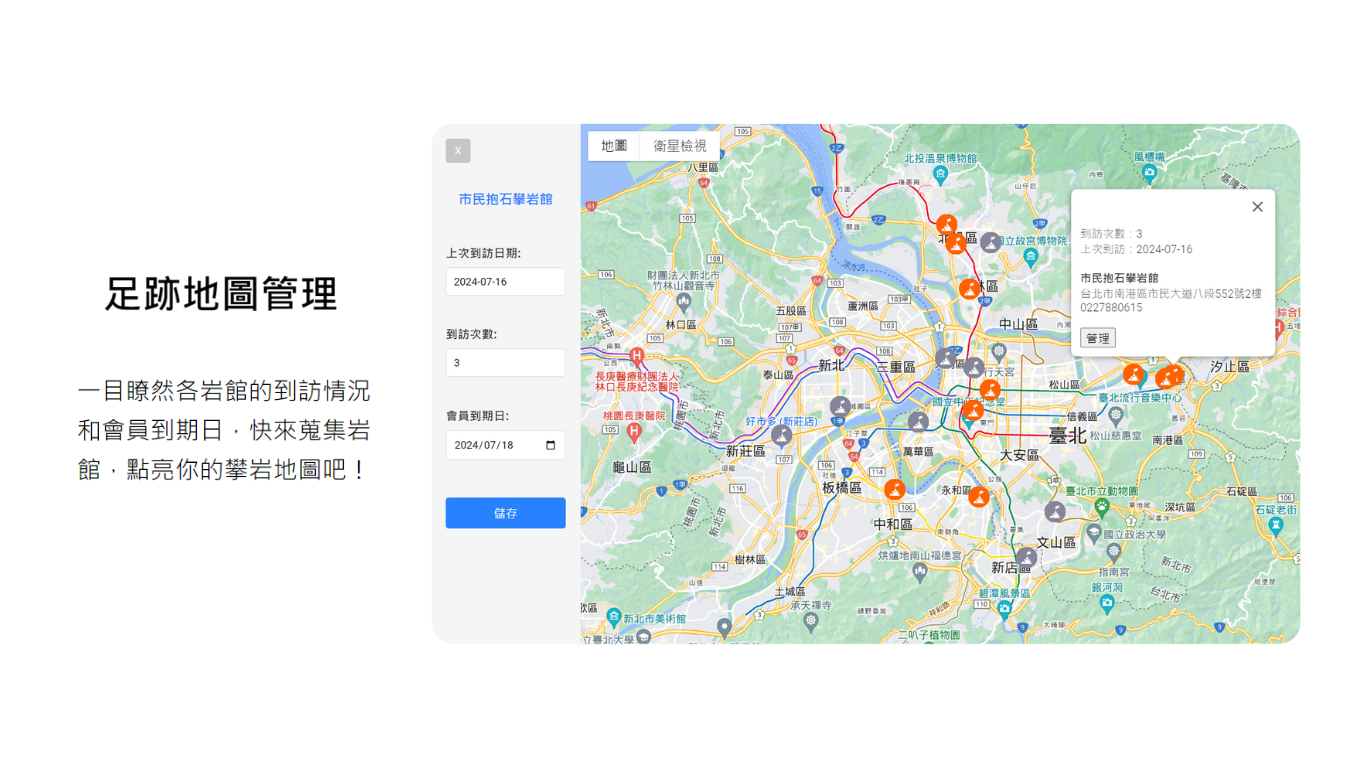 足跡地圖管理
一目瞭然各岩館的到訪情況
和會員到期日，快來蒐集岩
館，點亮你的攀岩地圖吧！
X
市民抱石攀岩館
上次到訪日期:
2024-07-16
到訪次數:
3
會員到期日:
2024/07/18
儲存
地圖
衛星檢視
到訪次數：3
上次到訪：2024-07-16
市民抱石攀岩館
台北市南港區市民大道八段552號2樓
0227880615
管理
八里區
北投溫泉博物館
風櫃嘴
國立故宮博物院
財團法人新北市
竹林山觀音寺
林口區
五股區
蘆洲區
中山區
新北
三重區
泰山區
行天宮
松山區
汐止區
長庚醫療財團法人
林口長庚紀念醫院
桃園長庚醫院
臺北流行音樂中心
國立中正紀念堂
信義區
好市多 (新莊店)
臺北
松山慈惠堂
南港區
新莊區
萬華區
大安區
龜山區
板橋區
永和區
臺北市立動物園
深坑區
石碇區
石碇老街
中和區
國立政治大學
文山區
烘爐地南山福德宮
樹林區
新店區
指南宮
新北市
台北市
銀河洞
碧潭風景區
土城區
承天禪寺
新北市美術館
二叭子植物園